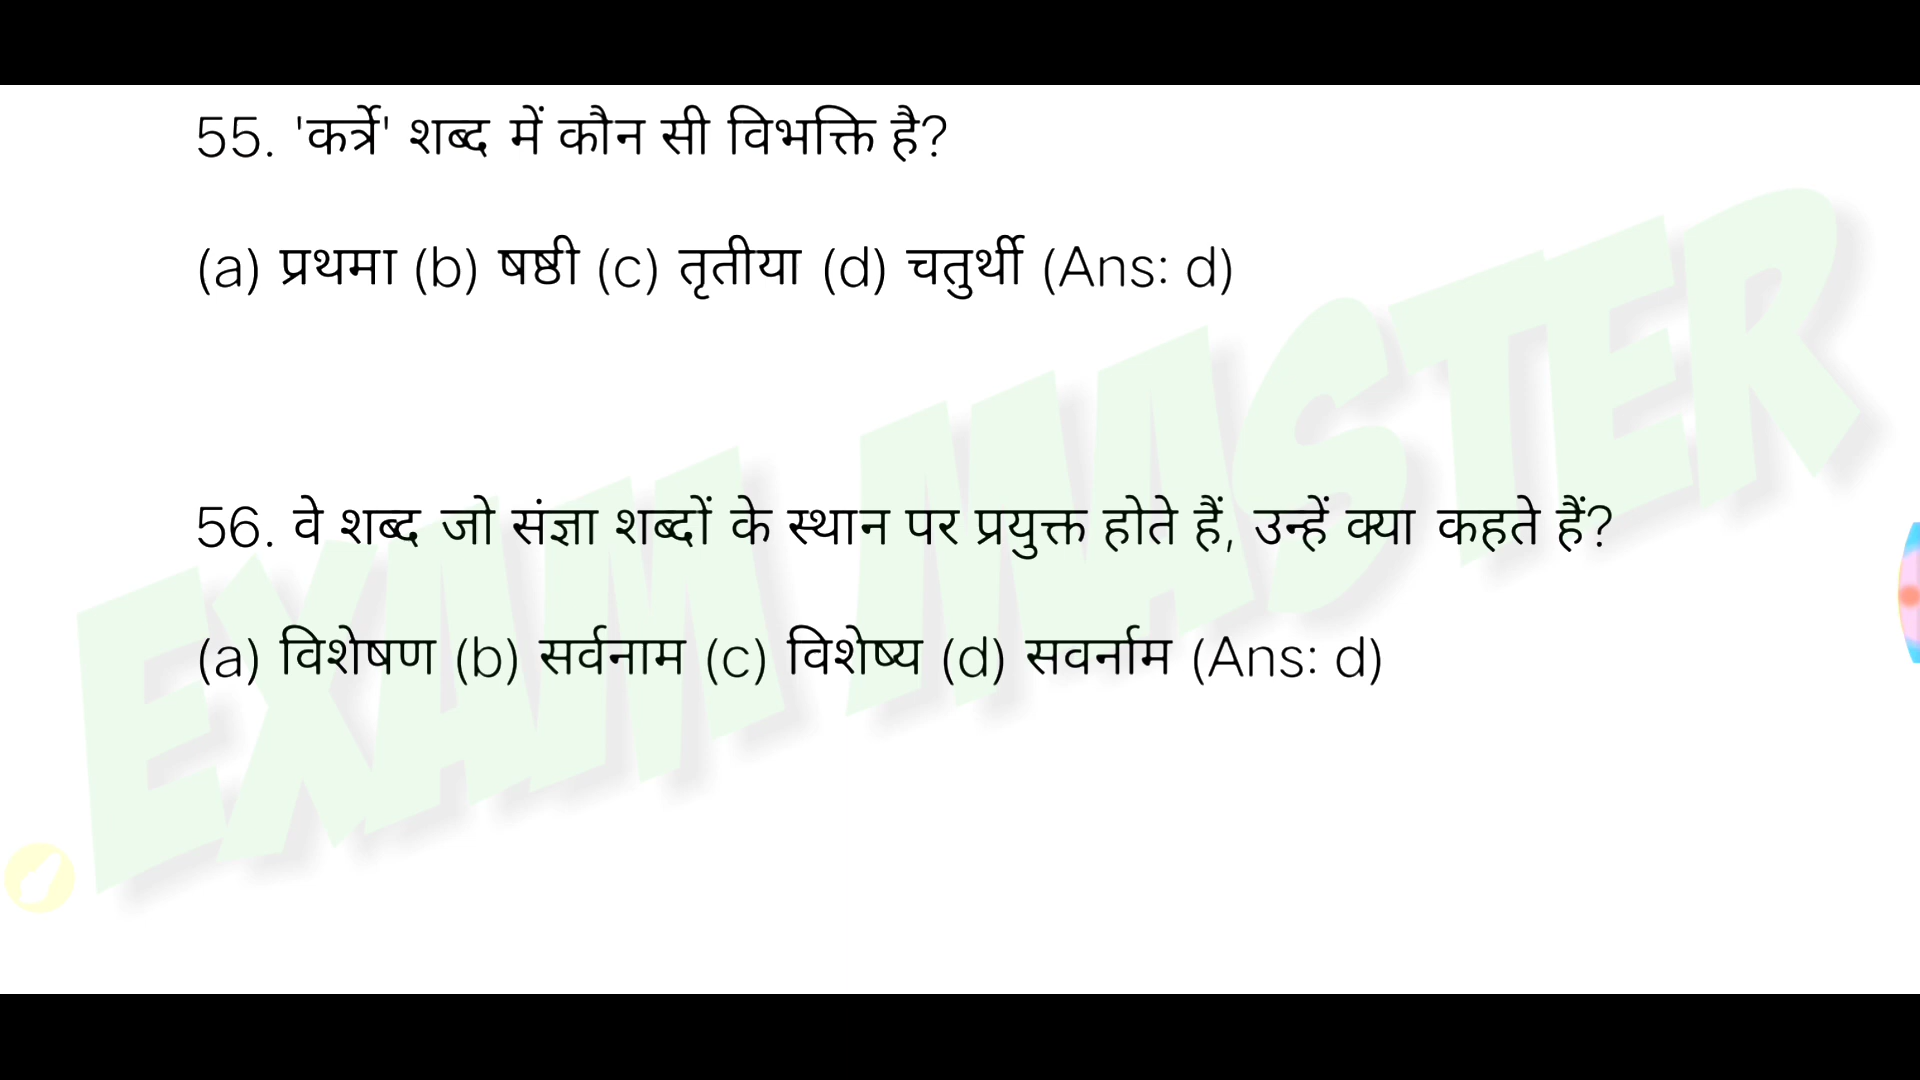 55. 'कर्त्रे' शब्द में कौन सी विभक्ति है?
(a) प्रथमा (b) षष्ठी (c) तृतीया (d) चतुर्थी (Ans: d)
56. वे शब्द जो संज्ञा शब्दों के स्थान पर प्रयुक्त होते हैं, उन्हें क्या कहते हैं?
(a) विशेषण (b) सर्वनाम (c) विशेष्य (d) सवर्नाम (Ans: d)
EXAM MASTER